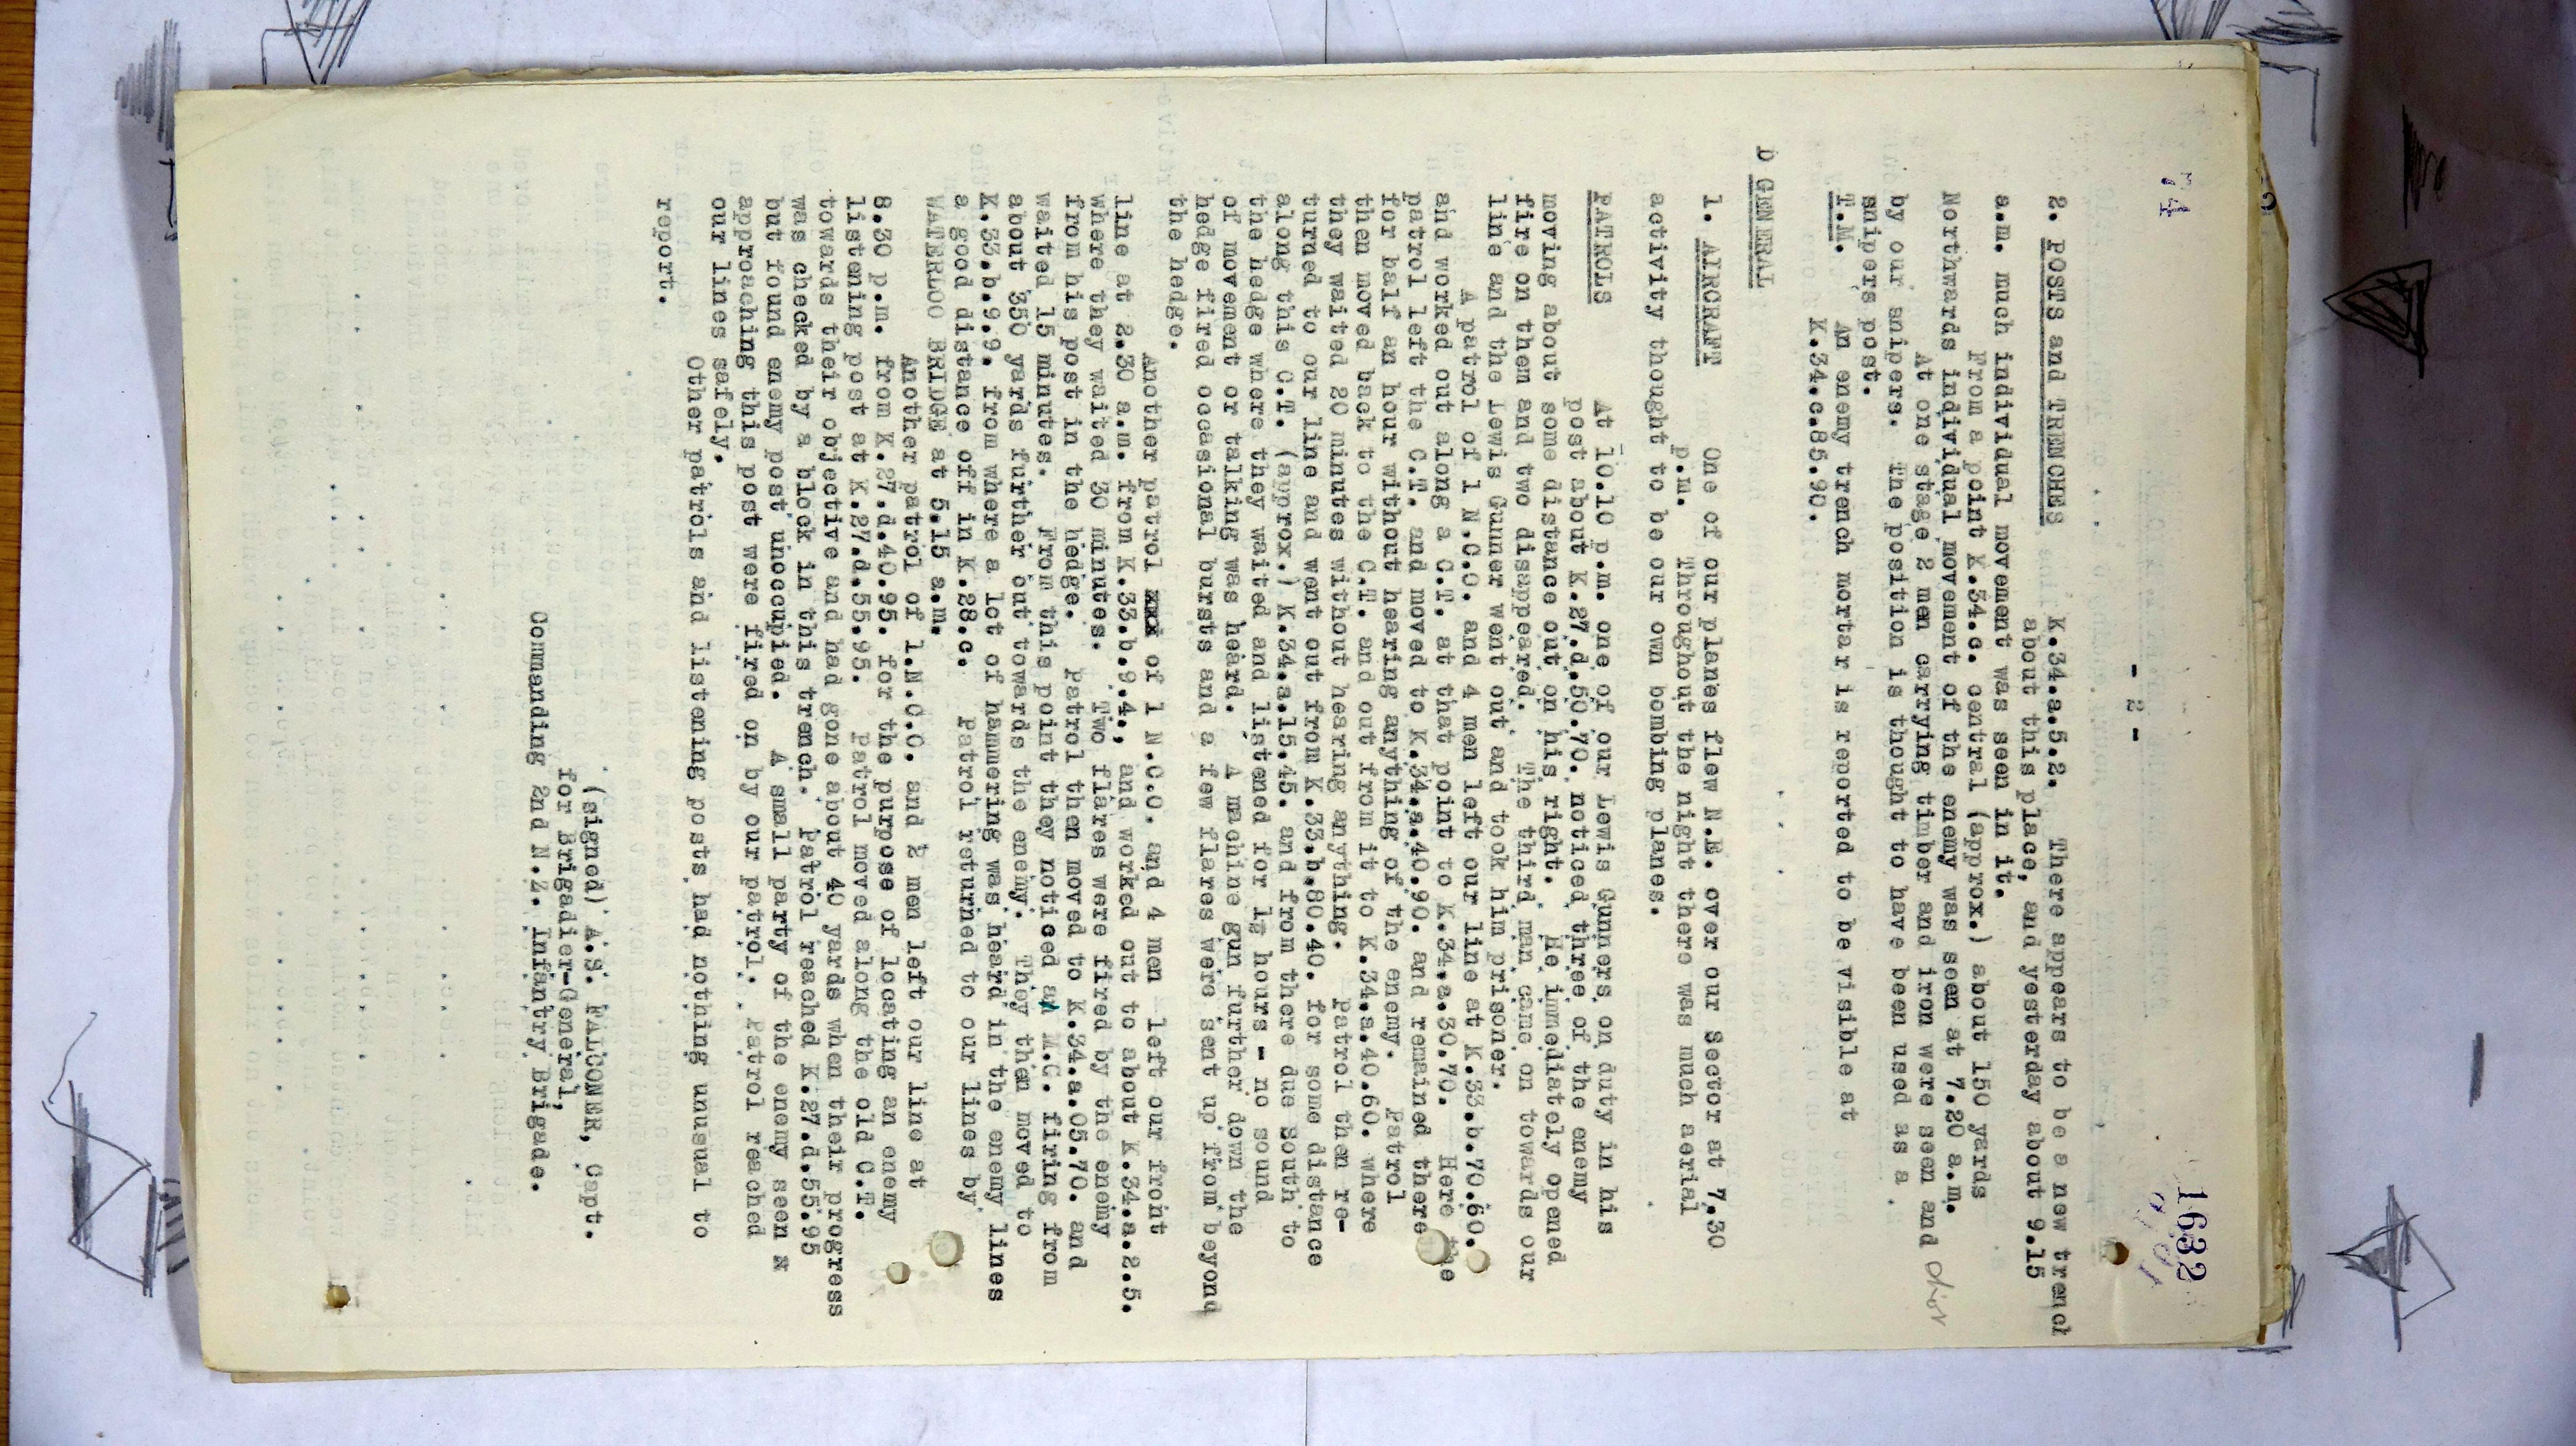 74
1632
- 2 -
2. POSTS and TRENCHES K.34.a.5.2. There appears to be a new trench
about this place, and yesterday about 9.15
a.m. much individual movement was seen in it.
From a point K.34.c. central (approx.) about 150 yards
Northwards individual movement of the enemy was seen at 7.20 a.m.
At one stage 2 men carrying timber and iron were seen and
by our snipers. The position is thought to have been used as a
snipers post.
T.M. An enemy trench mortar is reported to be visible at
K.34.c.85.90.
D GENERAL
1. AIRCRAFT One of our planes flew N.E. over our Sector at 7.30
p.m. Throughout the night there was much aerial
activity thought to be our own bombing planes.
PATROLS At 10.10 p.m. one of our Lewis Gunners on duty in his
post about K.27.d.50.70. noticed three of the enemy
moving about some distance out on his right. He immediately opened
fire on them and two disappeared. The third man came on towards our
line and the Lewis Gunner went out and took him prisoner.
A patrol of 1 N.C.O. and 4 men left our line at K.33.b.70.60.
and worked out along a C.T. at that point to K.34.a.30.70. Here the
patrol left the C.T. and moved to K.34.a.40.90. and remained there
for half an hour without hearing anything of the enemy. Patrol
then moved back to the C.T. and out from it to K.34.a.40.60. where
they waited 20 minutes without hearing anything. Patrol then re-
turned to our line and went out from K.33.b.80.40. for some distance
along this C.T. (approx.) K.34.a.15.45. and from there due South to
the hedge where they waited and listened for 1½ hours - no sound
of movement or talking was heard. A machine gun further down the
hedge fired occasional bursts and a few flares were sent up from beyond
the hedge.
Another patrol xxx of 1 N.C.O. and 4 men left our front
line at 2.30 a.m. from K.33.b.9.4., and worked out to about K.34.a.2.5.
where they waited 30 minutes. Two flares were fired by the enemy
from his post in the hedge. Patrol then moved to K.34.a.05.70. and
waited 15 minutes. From this point they noticed a M.G. firing from
about 350 yards further out towards the enemy. They then moved to
K.33.b.9.9. from where a lot of hammering was heard in the enemy lines
a good distance off in K.28.c. Patrol returned to our lines by
WATERLOO BRIDGE at 5.15 a.m.
Another patrol of 1.N.C.O. and 2 men left our line at
8.30 p.m. from K.27.d.40.95. for the purpose of locating an enemy
listening post at K.27.d.55.95. Patrol moved along the old C.T.
towards their objective and had gone about 40 yards when their progress
was checked by a block in this trench. Patrol reached K.27.d.55.95
but found enemy post unoccupied. A small party of the enemy seen x
approaching this post were fired on by our patrol. Patrol reached
our lines safely.
Other patrols and listening posts had nothing unusual to
report.
(signed) A.S. FALCONER, Capt.
for Brigadier-General,
Commanding 2nd N.Z. Infantry Brigade.